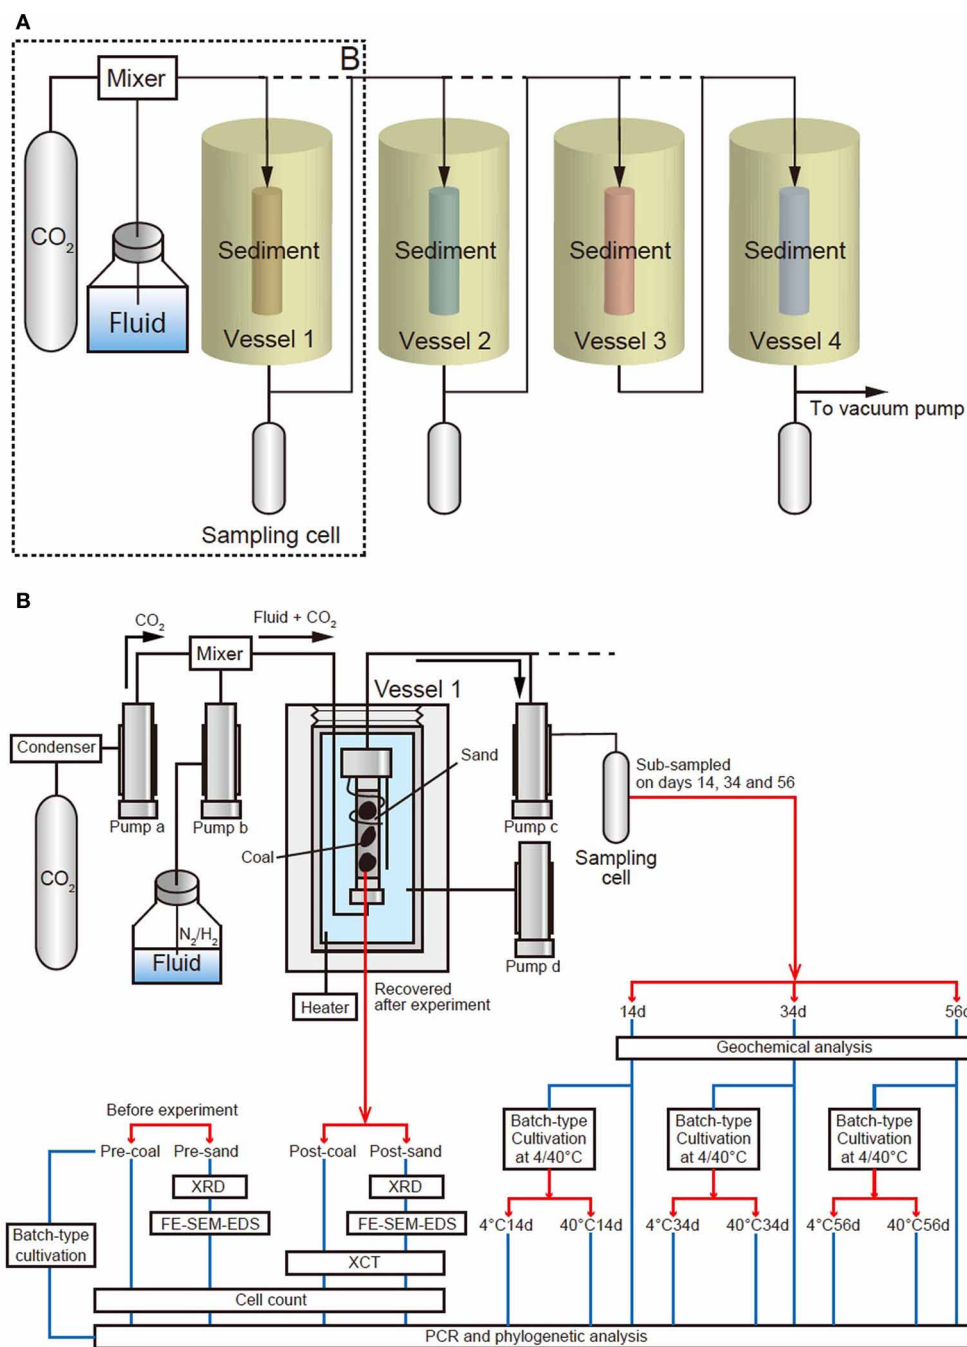 A
B
Mixer
CO2
Fluid
Sediment
Sediment
Sediment
Sediment
Vessel 1
Vessel 2
Vessel 3
Vessel 4
To vacuum pump
Sampling cell
B
CO2
Fluid + CO2
Mixer
Vessel 1
Condenser
Sand
Sub-sampled
on days 14, 34 and 56
Pump a
Pump b
Pump c
Coal
Sampling
cell
CO2
N2/H2
Fluid
Pump d
Heater
Recovered
after experiment
14d
34d
56d
Geochemical analysis
Before experiment
Batch-type
Cultivation
at 4/40°C
Batch-type
Cultivation
at 4/40°C
Batch-type
Cultivation
at 4/40°C
Pre-coal
Pre-sand
Post-coal
Post-sand
XRD
XRD
FE-SEM-EDS
FE-SEM-EDS
4°C14d
40°C14d
4°C34d
40°C34d
4°C56d
40°C56d
Batch-type
cultivation
XCT
Cell count
PCR and phylogenetic analysis